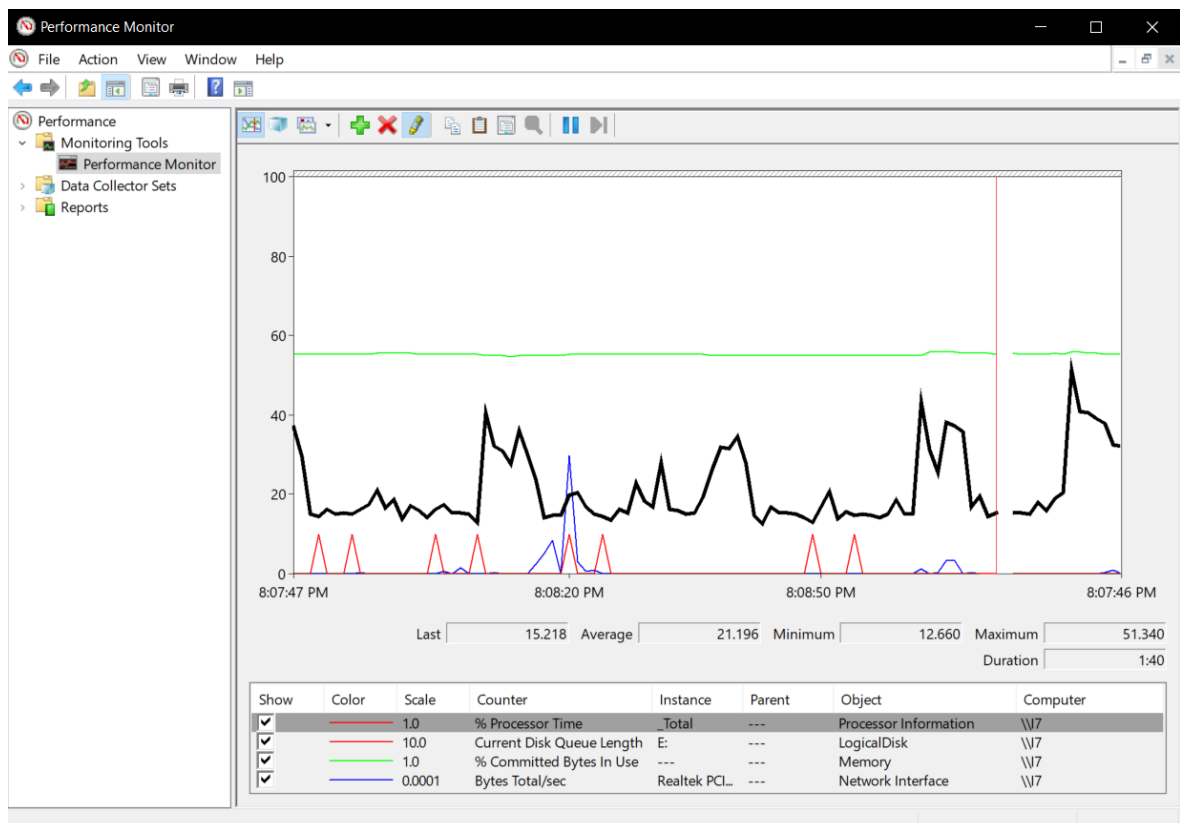 Performance Monitor
File Action View Window Help
Performance
Monitoring Tools
Performance Monitor
Data Collector Sets
Reports
100
80
60
40
20
0
8:07:47 PM 8:08:20 PM 8:08:50 PM 8:07:46 PM
Last 15.218 Average 21.196 Minimum 12.660 Maximum 51.340
Duration 1:40
Show Color Scale Counter Instance Parent Object Computer
1.0 % Processor Time _Total --- Processor Information \\I7
10.0 Current Disk Queue Length E: --- LogicalDisk \\I7
1.0 % Committed Bytes In Use --- --- Memory \\I7
0.0001 Bytes Total/sec Realtek PCI... --- Network Interface \\I7